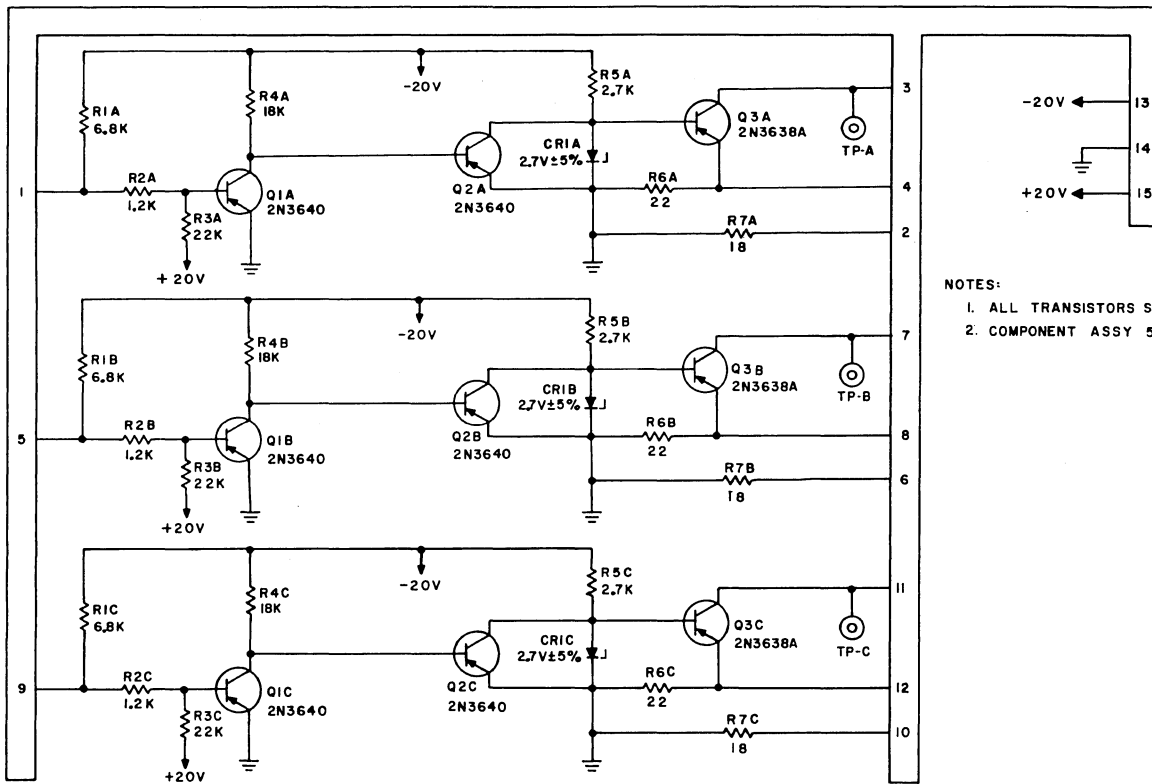 R1A
6.8K
R4A
18K
-20V
R5A
2.7K
3
Q3A
2N3638A
TP-A
CR1A
2.7V±5%
1
R2A
1.2K
Q1A
2N3640
R3A
22K
+20V
Q2A
2N3640
R6A
22
4
R7A
18
2
R1B
6.8K
R4B
18K
-20V
R5B
2.7K
7
Q3B
2N3638A
TP-B
CR1B
2.7V±5%
5
R2B
1.2K
Q1B
2N3640
R3B
22K
+20V
Q2B
2N3640
R6B
22
8
R7B
18
6
R1C
6.8K
R4C
18K
-20V
R5C
2.7K
11
Q3C
2N3638A
TP-C
CR1C
2.7V±5%
9
R2C
1.2K
Q1C
2N3640
R3C
22K
+20V
Q2C
2N3640
R6C
22
12
R7C
18
10
-20V
13
14
+20V
15
NOTES:
1. ALL TRANSISTORS S
2. COMPONENT ASSY 5